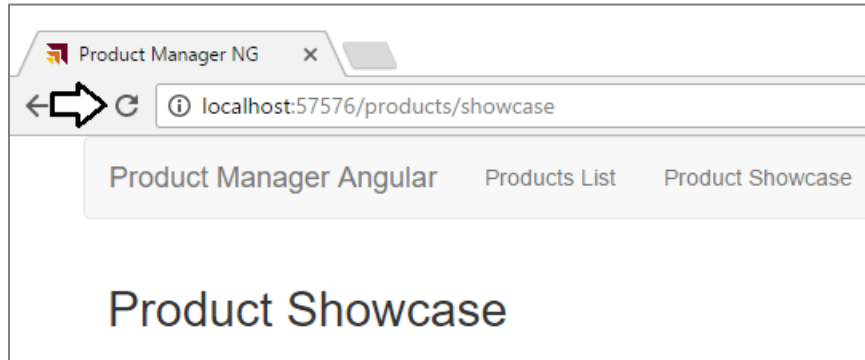 Product Manager NG
localhost:57576/products/showcase
Product Manager Angular Products List Product Showcase
Product Showcase